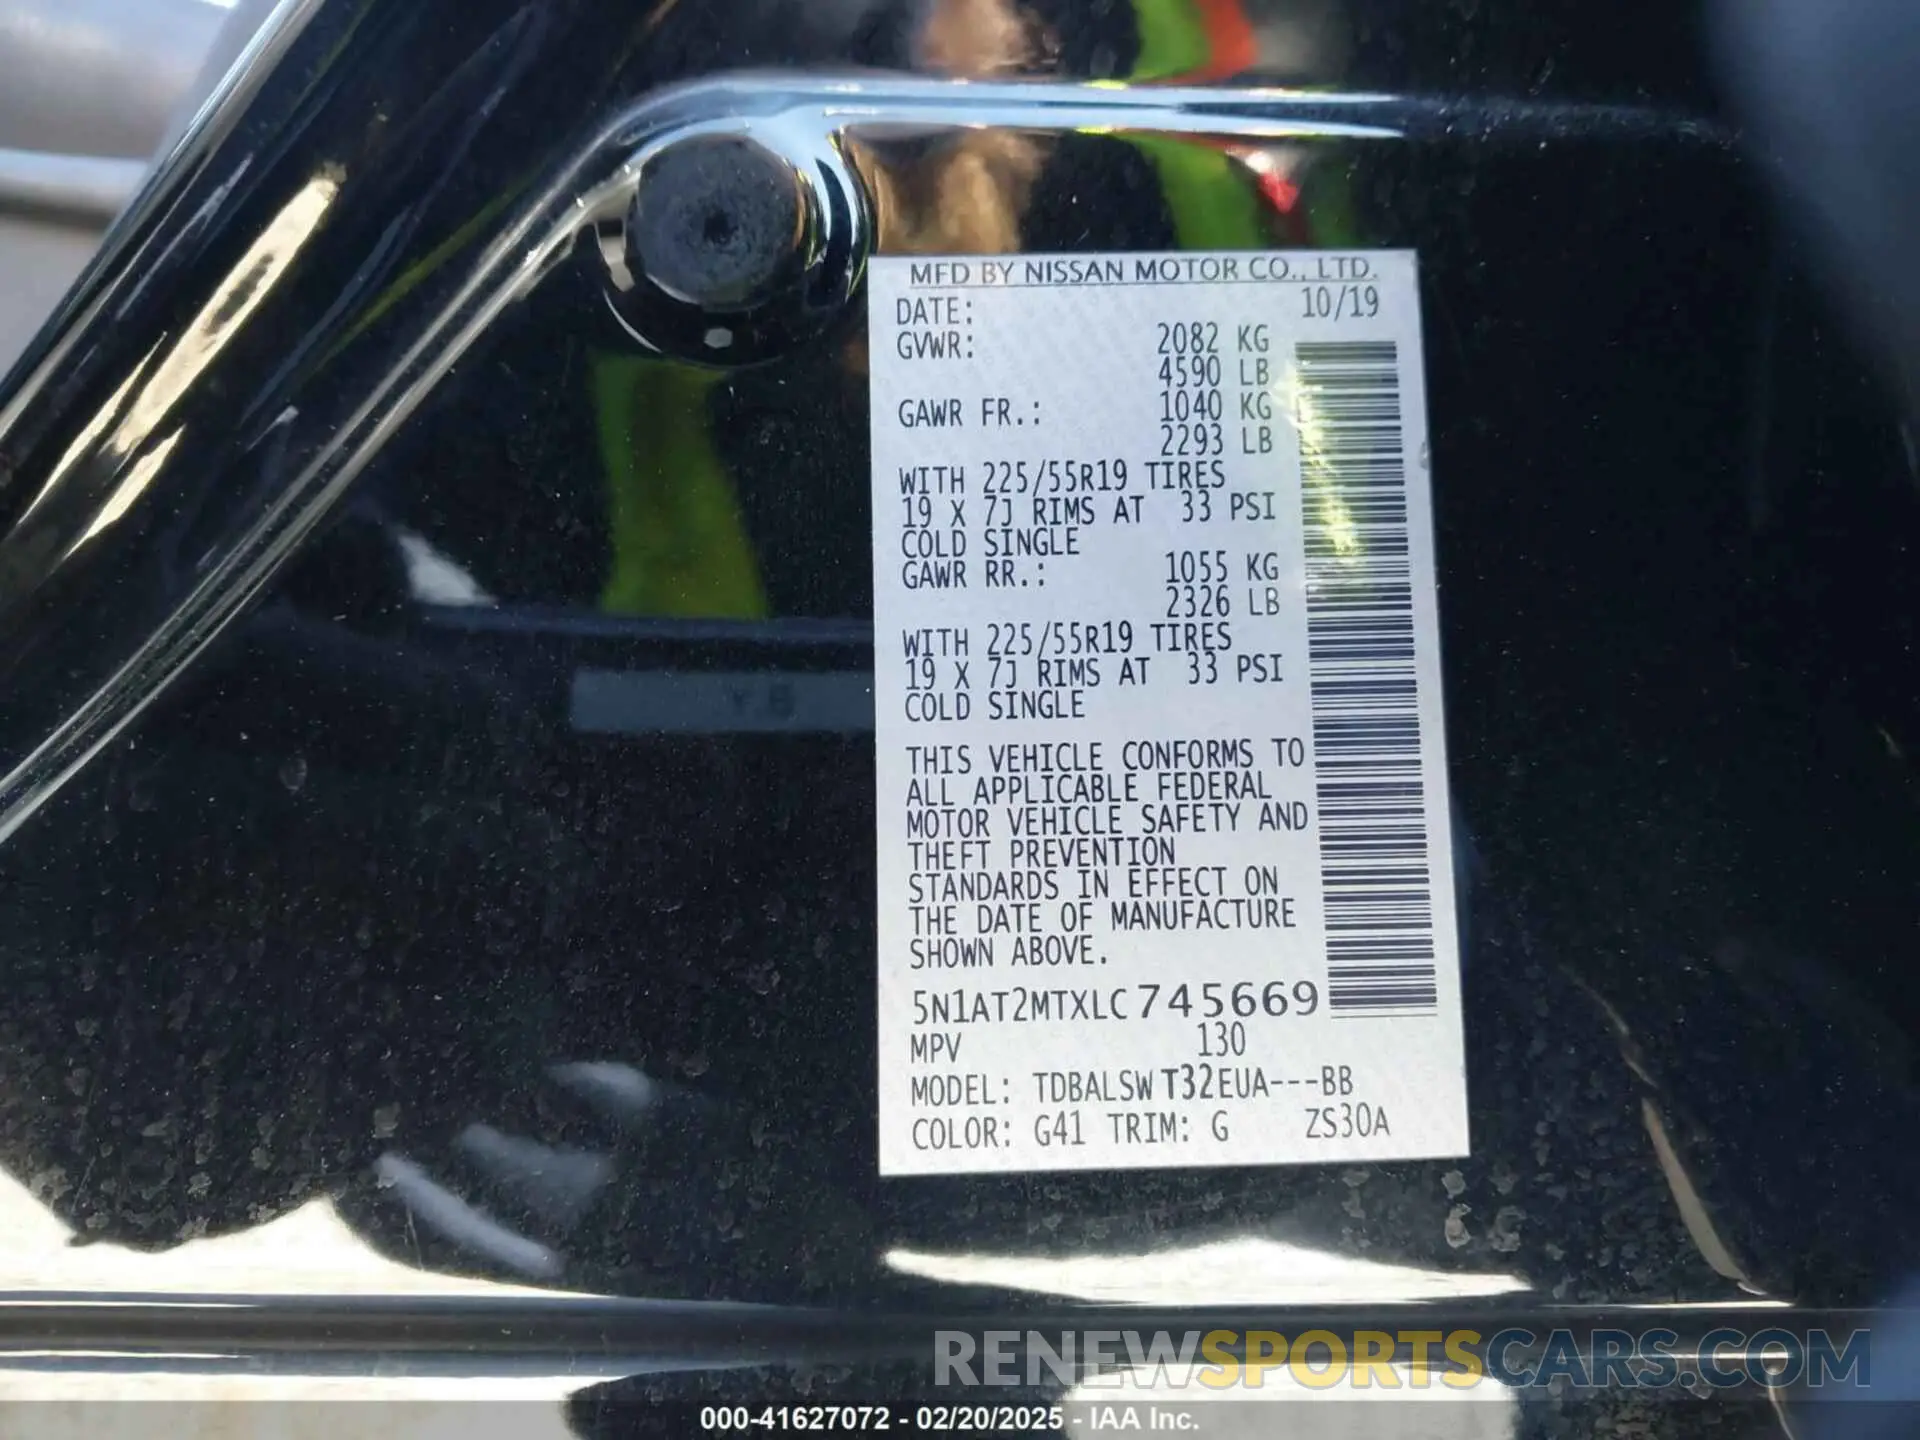 MFD BY NISSAN MOTOR CO., LTD.
DATE: 10/19
GVWR: 2082 KG
4590 LB
GAWR FR.: 1040 KG
2293 LB
WITH 225/55R19 TIRES
19 X 7J RIMS AT 33 PSI
COLD SINGLE
GAWR RR.: 1055 KG
2326 LB
WITH 225/55R19 TIRES
19 X 7J RIMS AT 33 PSI
COLD SINGLE
THIS VEHICLE CONFORMS TO
ALL APPLICABLE FEDERAL
MOTOR VEHICLE SAFETY AND
THEFT PREVENTION
STANDARDS IN EFFECT ON
THE DATE OF MANUFACTURE
SHOWN ABOVE.
5N1AT2MTXLC745669
MPV 130
MODEL: TDBALSWT32EUA---BB
COLOR: G41 TRIM: G ZS30A
RENEWSPORTSCARS.COM
000-41627072 - 02/20/2025 - IAA Inc.